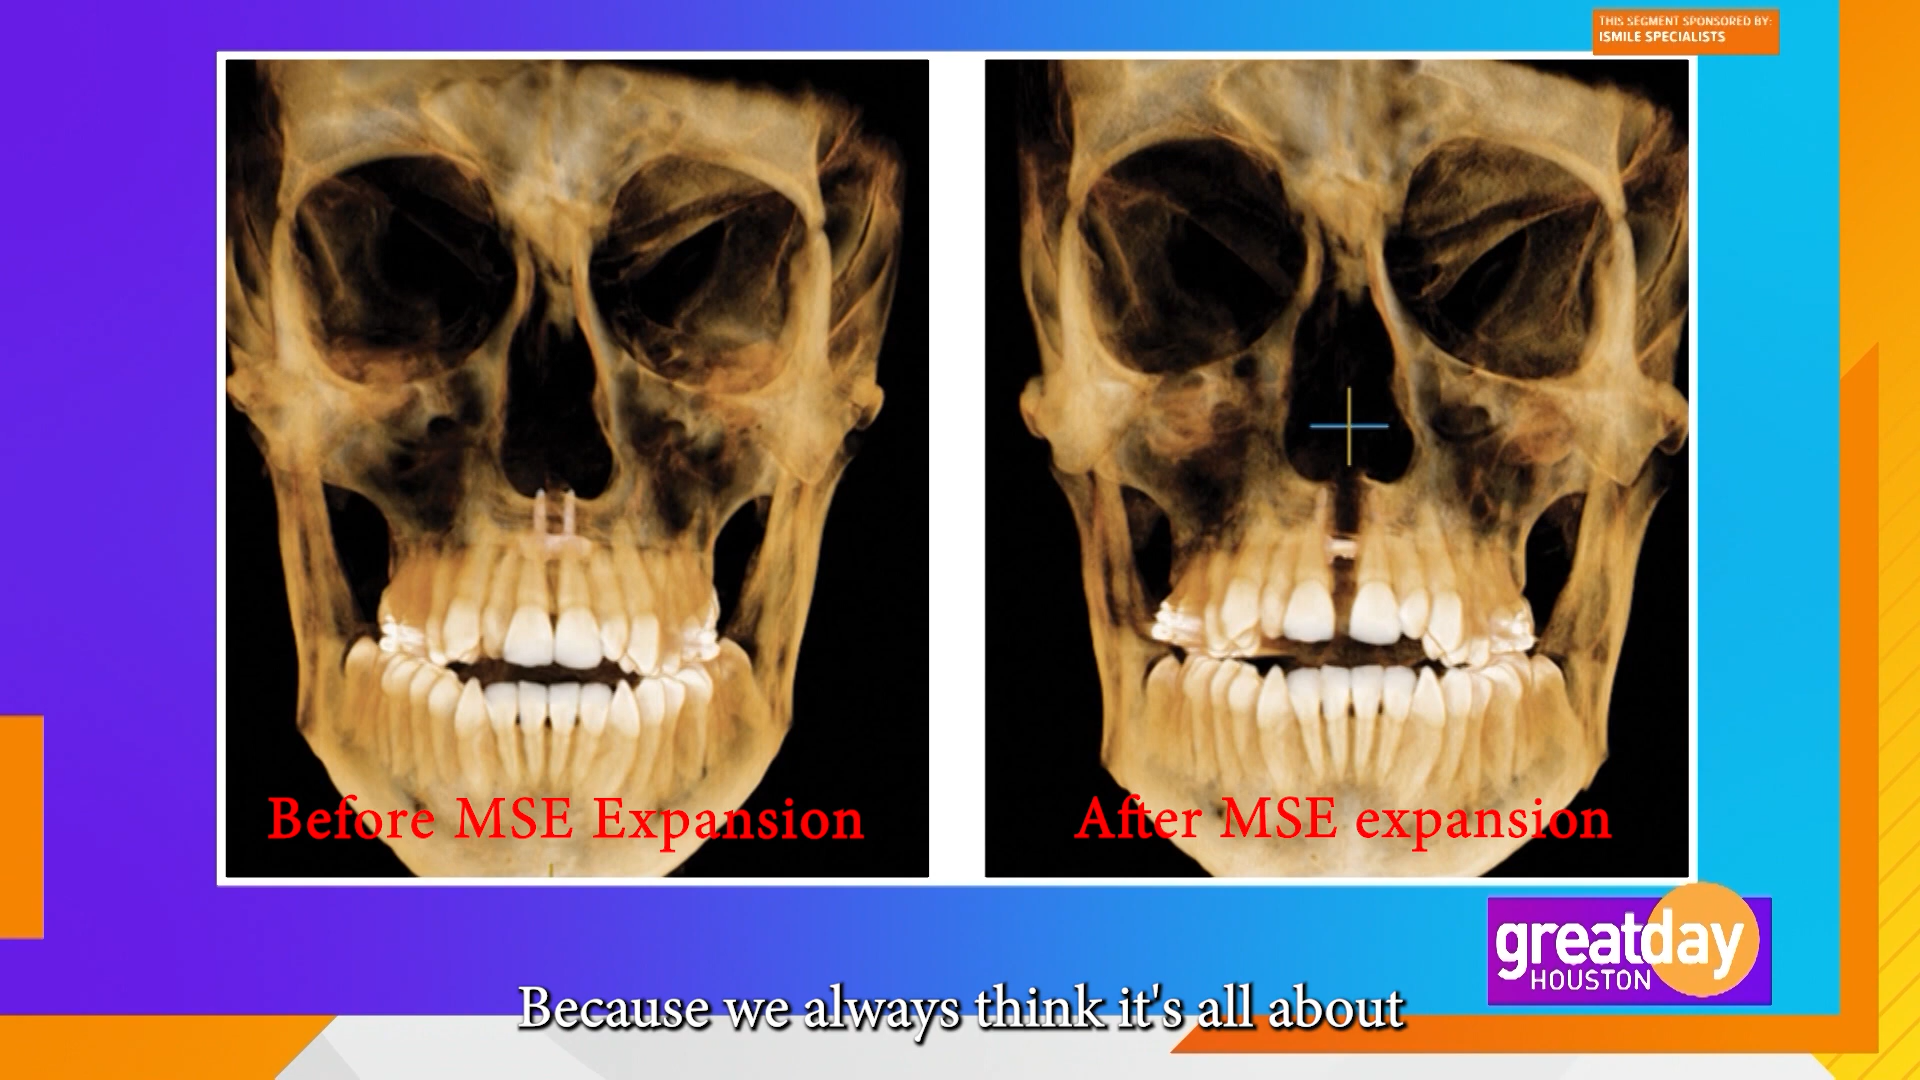 THIS SEGMENT SPONSORED BY:
ISMILE SPECIALISTS
Before MSE Expansion
After MSE expansion
greatday
HOUSTON
Because we always think it's all about